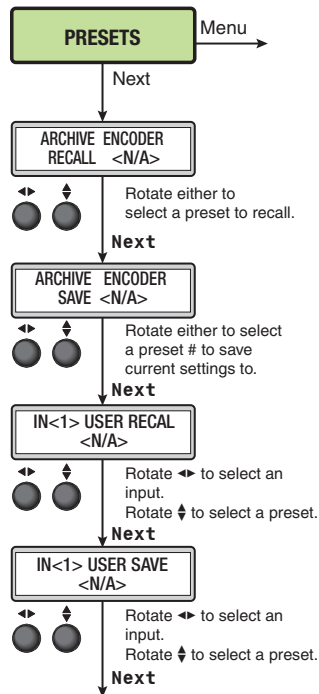 PRESETS
Menu
Next
ARCHIVE ENCODER
RECALL <N/A>
Rotate either to
select a preset to recall.
Next
ARCHIVE ENCODER
SAVE <N/A>
Rotate either to select
a preset # to save
current settings to.
Next
IN<1> USER RECAL
<N/A>
Rotate ◂▸ to select an
input.
Rotate ▴▾ to select a preset.
Next
IN<1> USER SAVE
<N/A>
Rotate ◂▸ to select an
input.
Rotate ▴▾ to select a preset.
Next